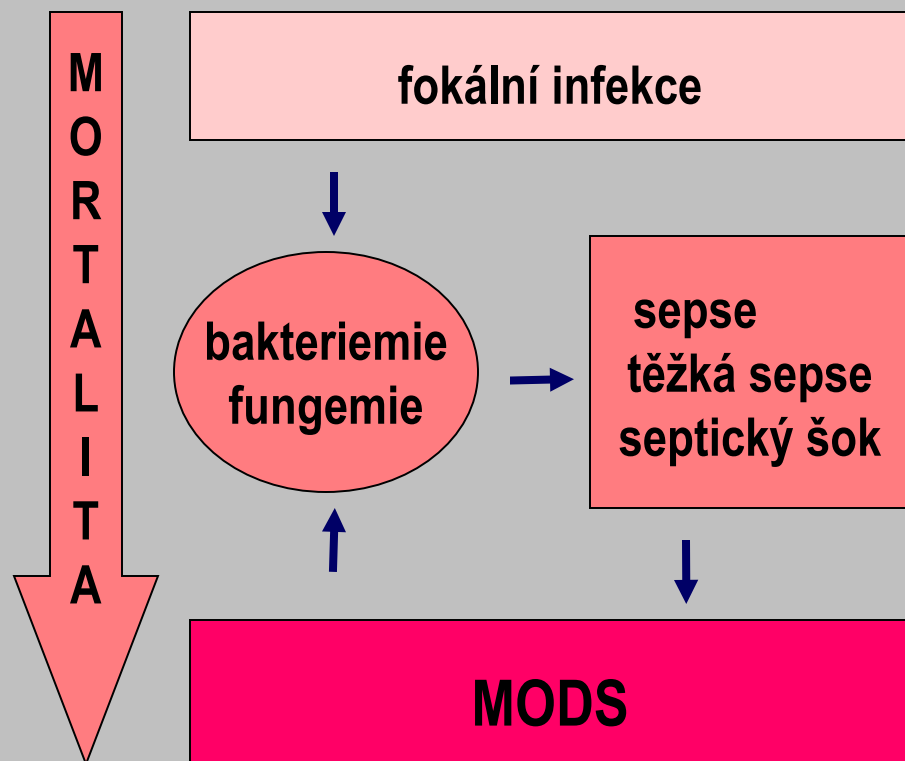 MORTALITA
fokální infekce
bakteriemie
fungemie
sepse
těžká sepse
septický šok
MODS